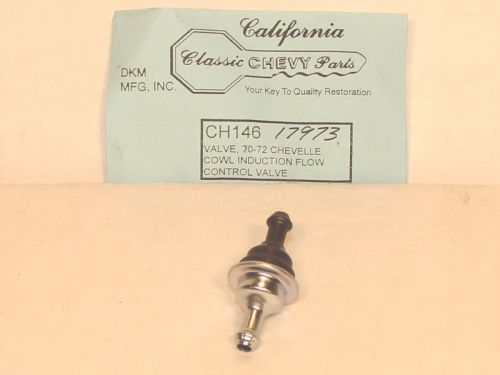 California
Classic CHEVY Parts
DKM
MFG, INC.
Your Key To Quality Restoration
CH146 17973
VALVE, 70-72 CHEVELLE
COWL INDUCTION FLOW
CONTROL VALVE